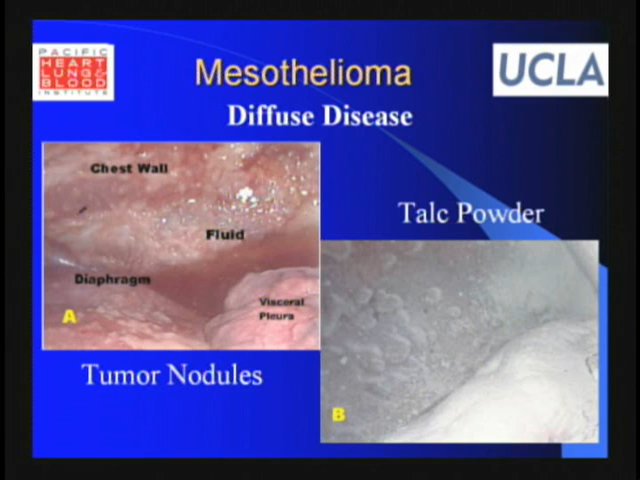 PACIFIC
HEART
LUNG &
BLOOD
INSTITUTE
Mesothelioma
UCLA
Diffuse Disease
Chest Wall
Fluid
Diaphragm
Visceral
Pleura
A
Tumor Nodules
Talc Powder
B